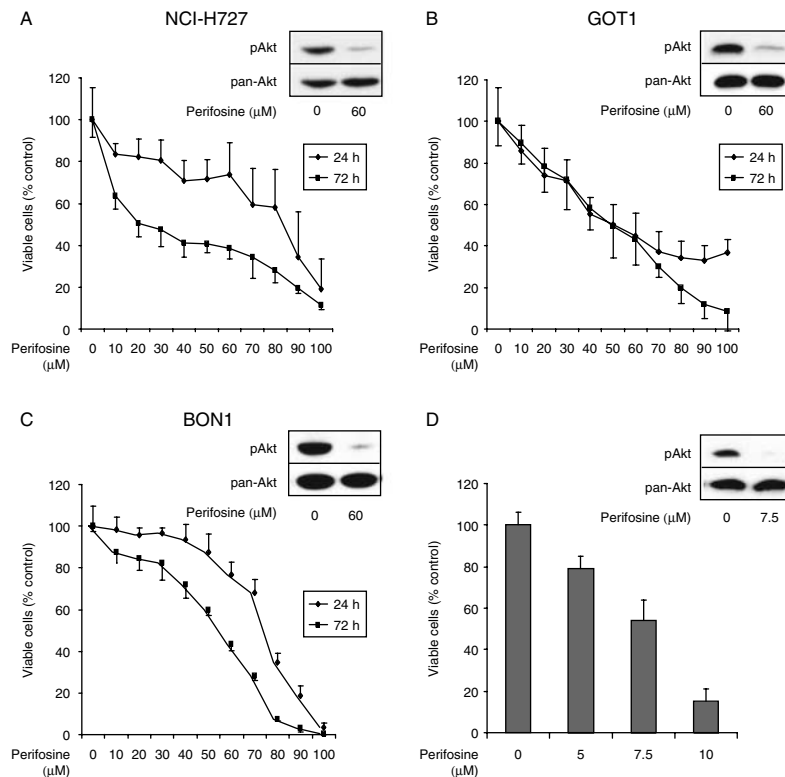 A NCI-H727
pAkt
pan-Akt
Perifosine (μM) 0 60
Viable cells (% control)
120
100
80
60
40
20
0
24 h
72 h
Perifosine 0 10 20 30 40 50 60 70 80 90 100
(μM)
B GOT1
pAkt
pan-Akt
Perifosine (μM) 0 60
Viable cells (% control)
120
100
80
60
40
20
0
24 h
72 h
Perifosine 0 10 20 30 40 50 60 70 80 90 100
(μM)
C BON1
pAkt
pan-Akt
Perifosine 0 60
(μM)
Viable cells (% control)
120
100
80
60
40
20
0
24 h
72 h
Perifosine 0 10 20 30 40 50 60 70 80 90 100
(μM)
D
pAkt
pan-Akt
Perifosine (μM) 0 7.5
Viable cells (% control)
120
100
80
60
40
20
0
Perifosine 0 5 7.5 10
(μM)